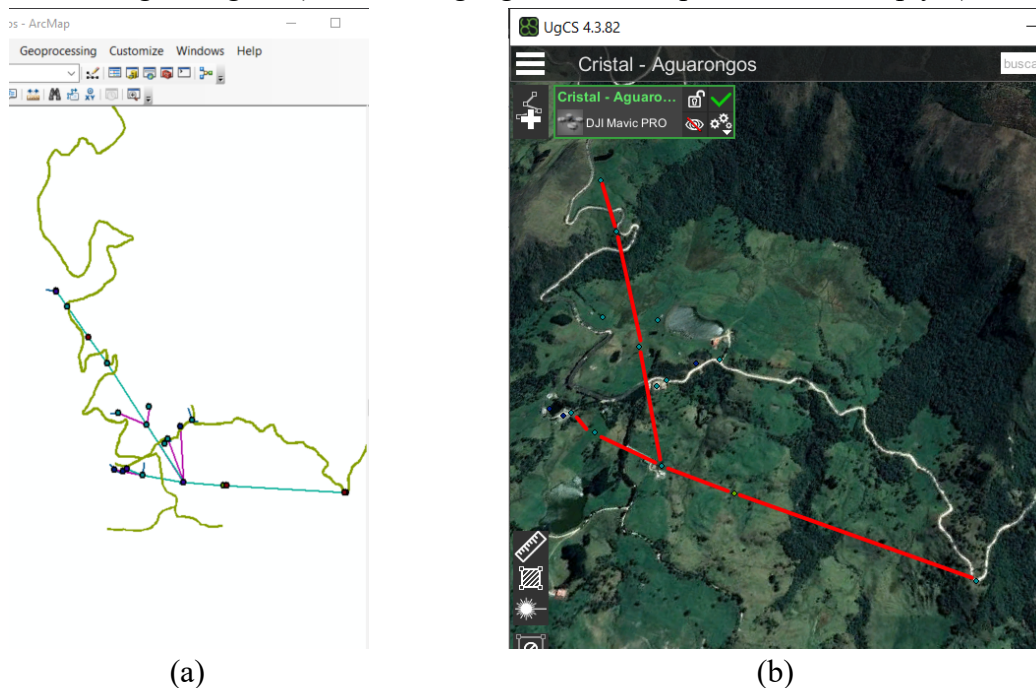 os - ArcMap
Geoprocessing Customize Windows Help
UgCS 4.3.82
Cristal - Aguarongos
busca
Cristal - Aguaro...
DJI Mavic PRO
(a)
(b)